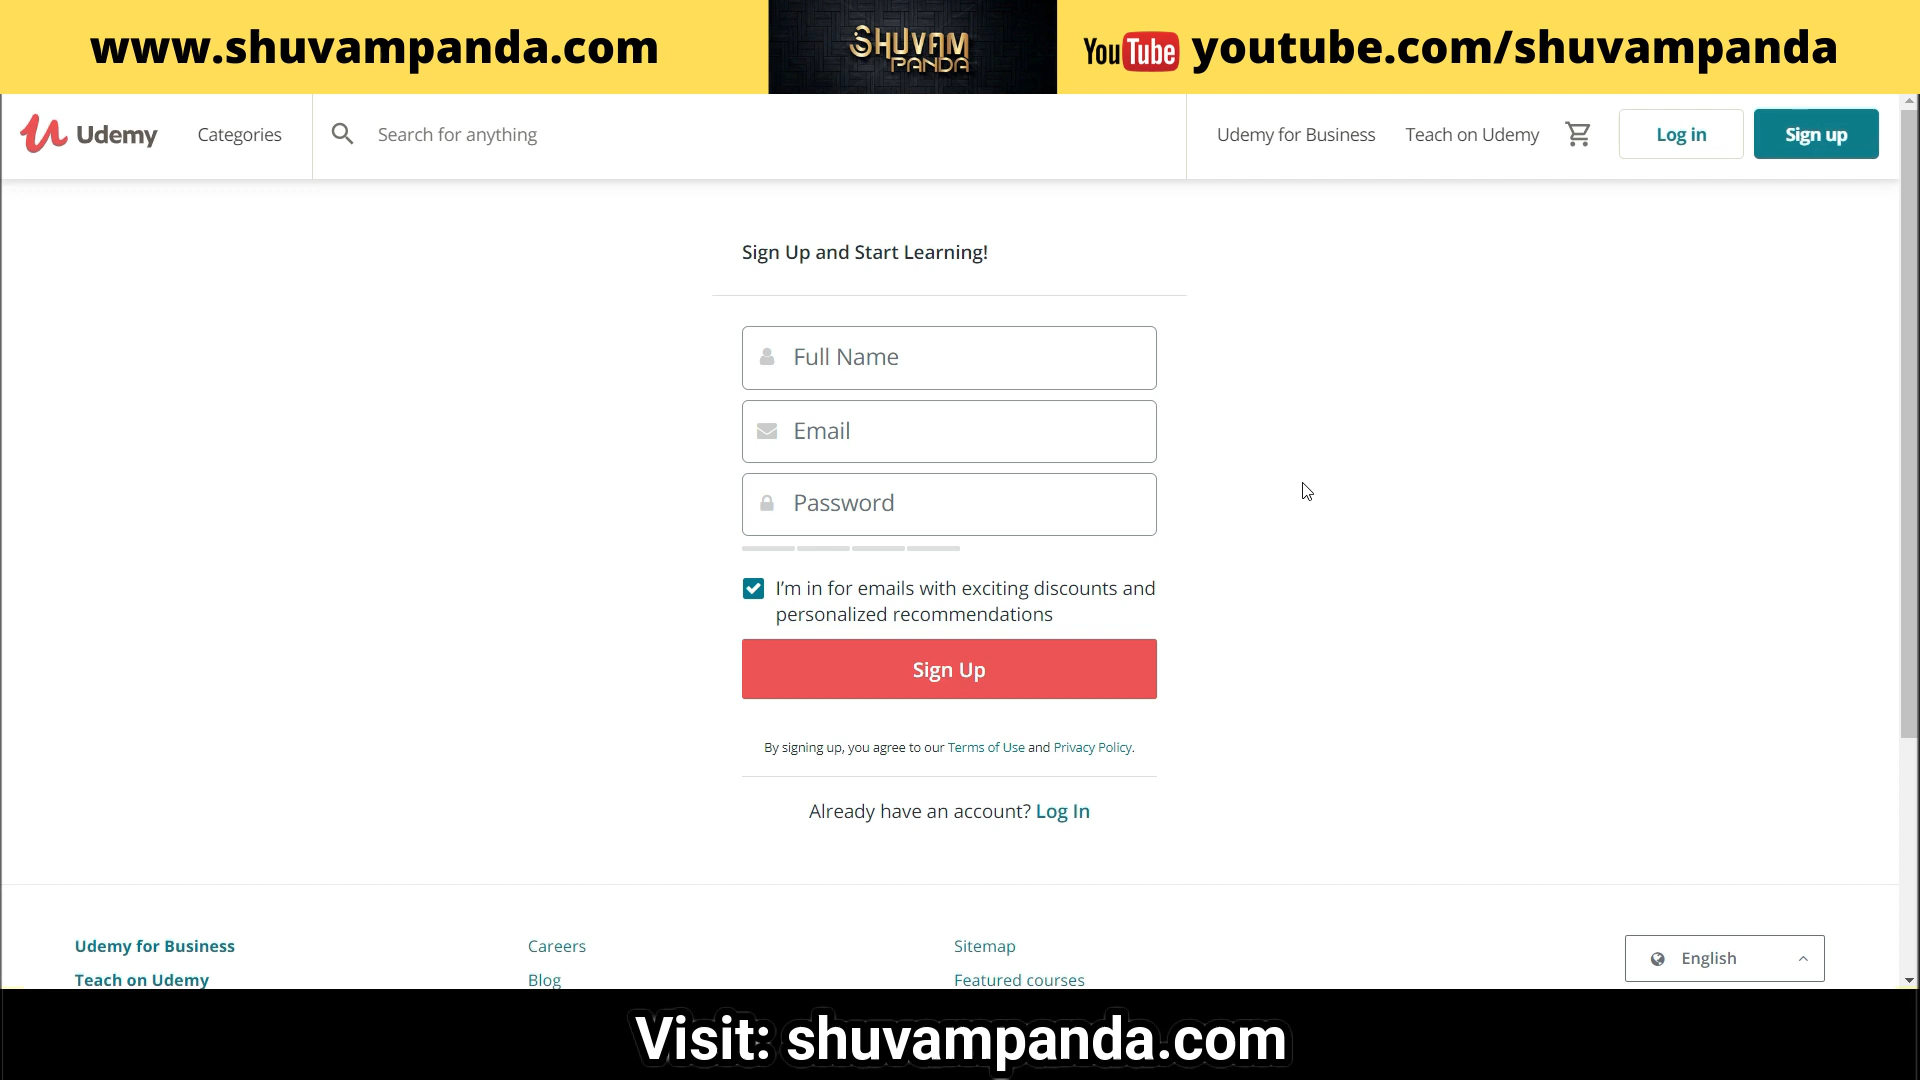 www.shuvampanda.com
SHUVAM
PANDA
YouTube youtube.com/shuvampanda
Udemy
Categories
Search for anything
Udemy for Business
Teach on Udemy
Log in
Sign up
Sign Up and Start Learning!
Full Name
Email
Password
I'm in for emails with exciting discounts and
personalized recommendations
Sign Up
By signing up, you agree to our Terms of Use and Privacy Policy.
Already have an account? Log In
Udemy for Business
Careers
Sitemap
English
Teach on Udemy
Blog
Featured courses
Visit: shuvampanda.com